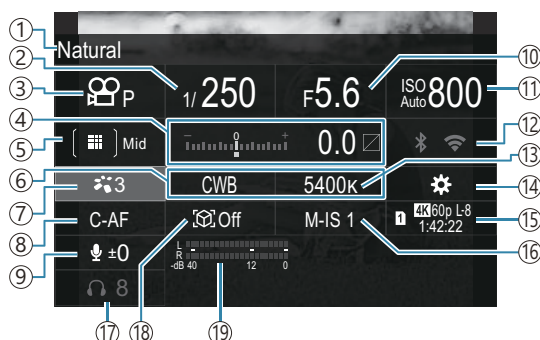 ① Natural
② 1/250 F5.6 ⑩
③ P ISO Auto 800 ⑪
④ − 0 + 0.0 ⑫
⑤ Mid
⑥ CWB 5400K ⑬
⑦ 3 ⑭
⑧ C-AF Off M-IS 1 1 4K 60p L-8 ⑮
1:42:22
⑨ ±0 L ⑯
R
-dB 40 12 0
8
⑰ ⑱ ⑲